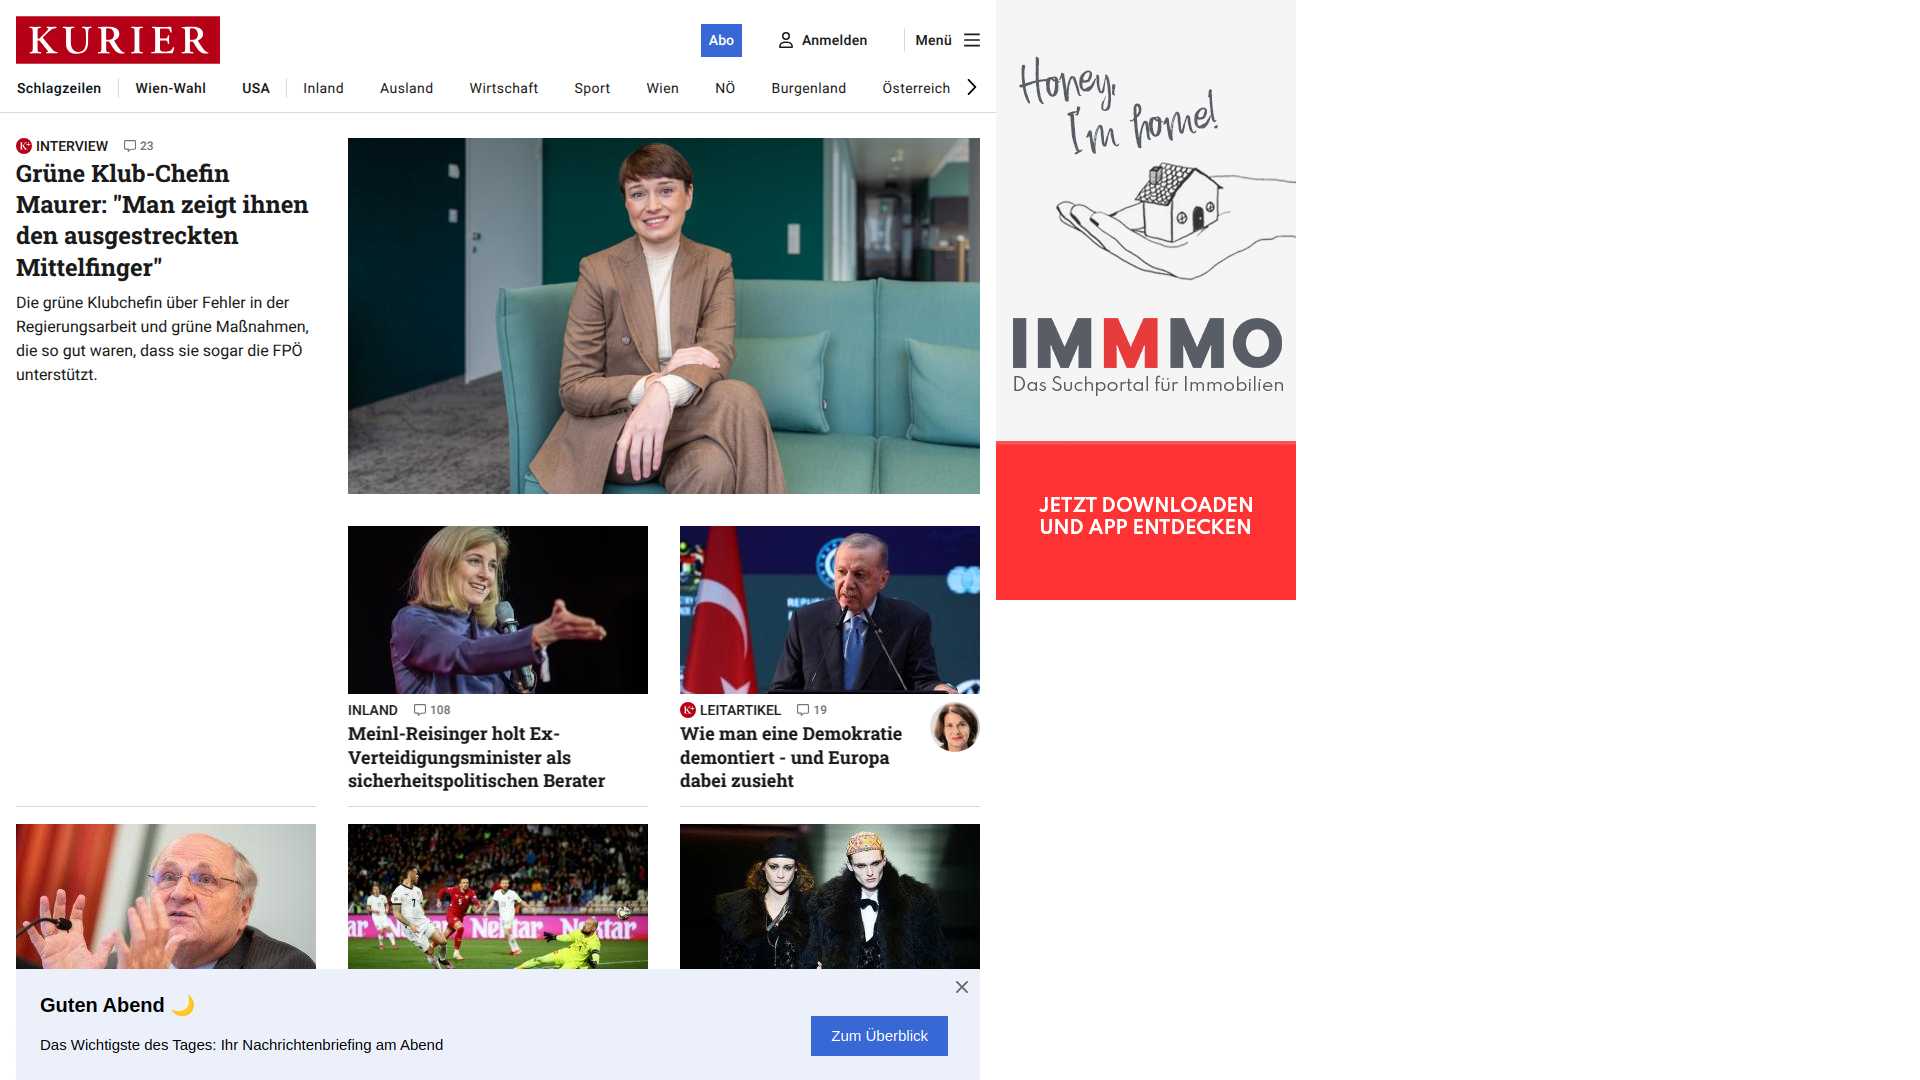 KURIER
Abo
Anmelden
Menü
Schlagzeilen
Wien-Wahl
USA
Inland
Ausland
Wirtschaft
Sport
Wien
NÖ
Burgenland
Österreich
INTERVIEW 23
Grüne Klub-Chefin
Maurer: "Man zeigt ihnen
den ausgestreckten
Mittelfinger"
Die grüne Klubchefin über Fehler in der
Regierungsarbeit und grüne Maßnahmen,
die so gut waren, dass sie sogar die FPÖ
unterstützt.
INLAND 108
Meinl-Reisinger holt Ex-
Verteidigungsminister als
sicherheitspolitischen Berater
K+ LEITARTIKEL 19
Wie man eine Demokratie
demontiert - und Europa
dabei zusieht
Nektar
Guten Abend 🌙
Das Wichtigste des Tages: Ihr Nachrichtenbriefing am Abend
Zum Überblick
Honey,
I'm home!
IMMMO
Das Suchportal für Immobilien
JETZT DOWNLOADEN
UND APP ENTDECKEN